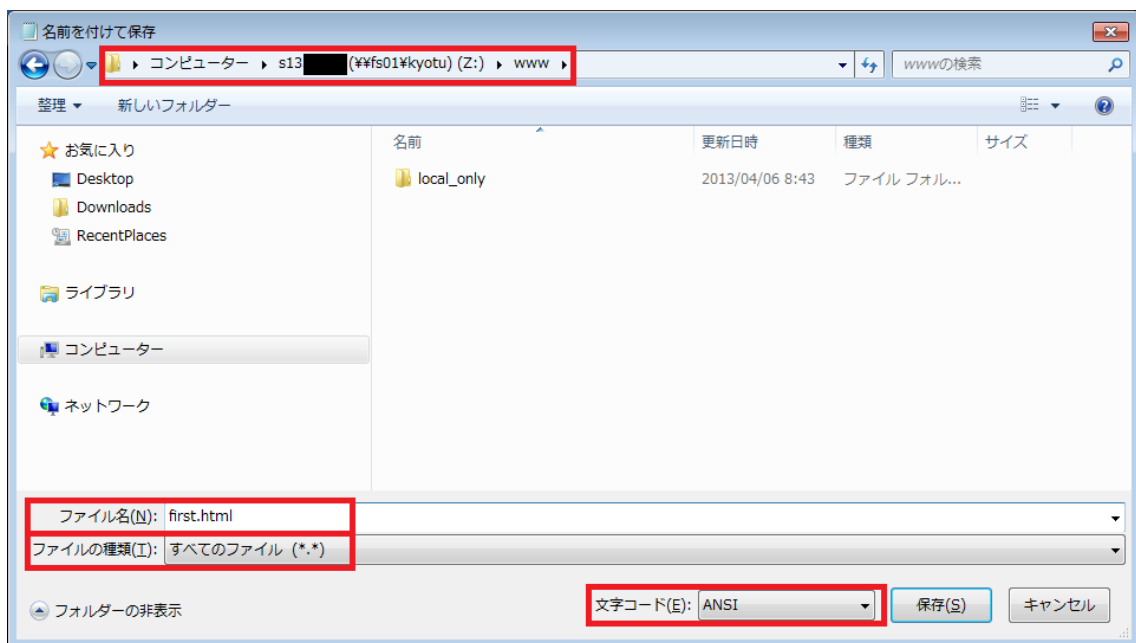 名前を付けて保存
コンピューター s13 (¥¥fs01¥kyotu) (Z:) www wwwの検索
整理 新しいフォルダー
お気に入り
Desktop
Downloads
RecentPlaces
ライブラリ
コンピューター
ネットワーク
名前 更新日時 種類 サイズ
local_only 2013/04/06 8:43 ファイル フォル...
ファイル名(N): first.html
ファイルの種類(T): すべてのファイル (*.*)
フォルダーの非表示 文字コード(E): ANSI 保存(S) キャンセル